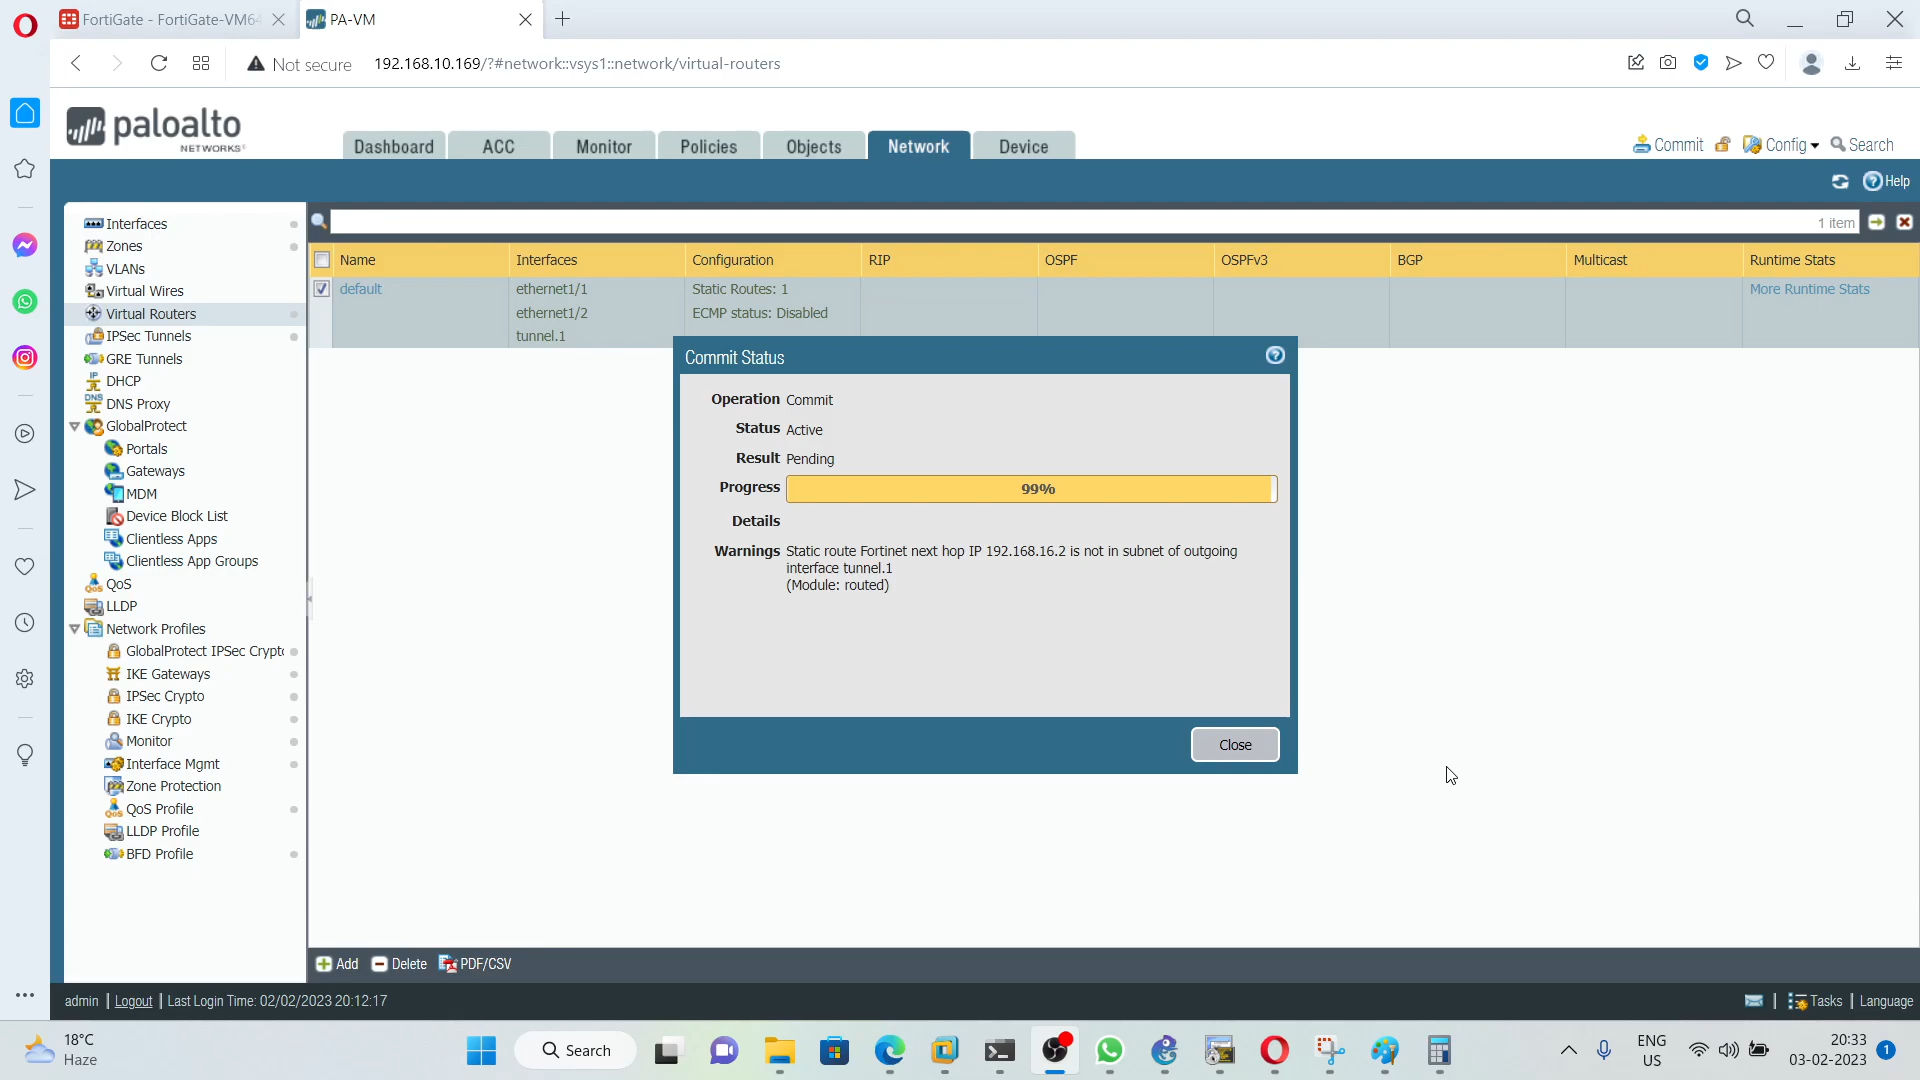 FortiGate - FortiGate-VM64
PA-VM
Not secure
192.168.10.169/?#network::vsys1::network/virtual-routers
paloalto
NETWORKS
Dashboard
ACC
Monitor
Policies
Objects
Network
Device
Commit
Config
Search
Help
Interfaces
Zones
VLANs
Virtual Wires
Virtual Routers
IPSec Tunnels
GRE Tunnels
DHCP
DNS Proxy
GlobalProtect
Portals
Gateways
MDM
Device Block List
Clientless Apps
Clientless App Groups
QoS
LLDP
Network Profiles
GlobalProtect IPSec Crypt
IKE Gateways
IPSec Crypto
IKE Crypto
Monitor
Interface Mgmt
Zone Protection
QoS Profile
LLDP Profile
BFD Profile
1 item
Name
Interfaces
Configuration
RIP
OSPF
OSPFv3
BGP
Multicast
Runtime Stats
default
ethernet1/1
ethernet1/2
tunnel.1
Static Routes: 1
ECMP status: Disabled
More Runtime Stats
Commit Status
Operation Commit
Status Active
Result Pending
Progress 99%
Details
Warnings Static route Fortinet next hop IP 192.168.16.2 is not in subnet of outgoing
interface tunnel.1
(Module: routed)
Close
Add
Delete
PDF/CSV
admin | Logout | Last Login Time: 02/02/2023 20:12:17
Tasks | Language
18°C
Haze
Search
ENG
US
20:33
03-02-2023
1